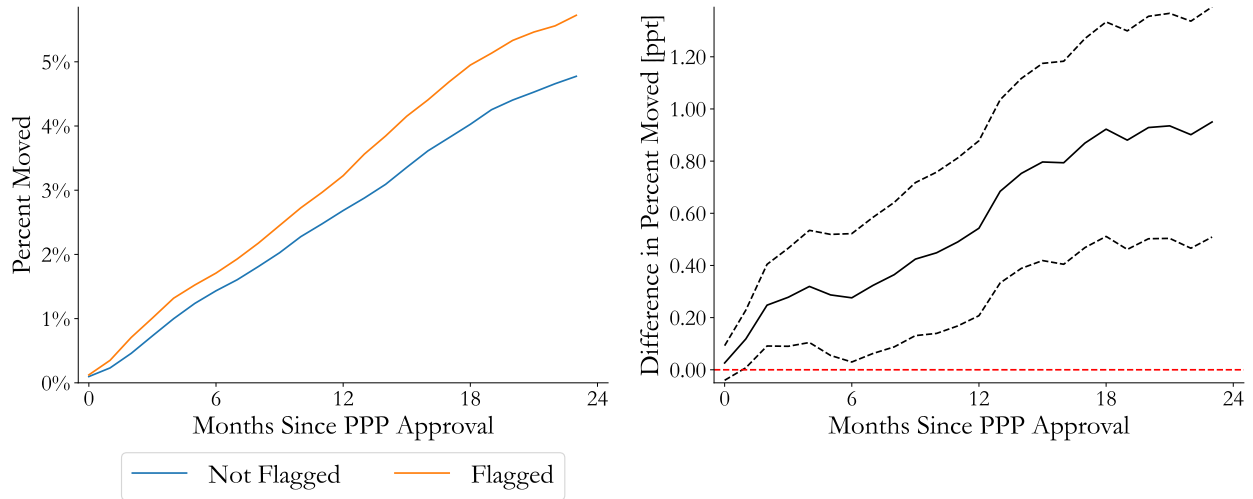 Percent Moved
5%
4%
3%
2%
1%
0%
0 6 12 18 24
Months Since PPP Approval
Not Flagged Flagged
Difference in Percent Moved [ppt]
1.20
1.00
0.80
0.60
0.40
0.20
0.00
0 6 12 18 24
Months Since PPP Approval